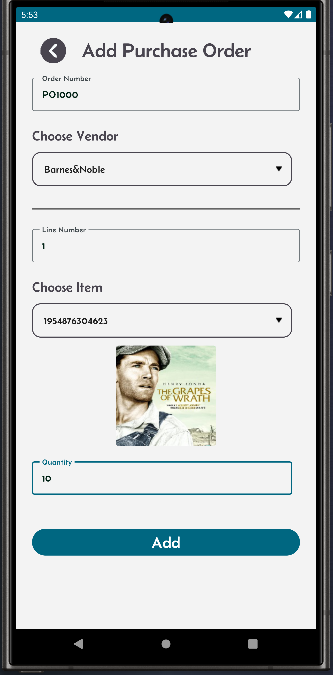 5:53
Add Purchase Order
Order Number
PO1000
Choose Vendor
Barnes&Noble
Line Number
1
Choose Item
1954876304623
HENRY FONDA
THE GRAPES
OF WRATH
Quantity
10
Add